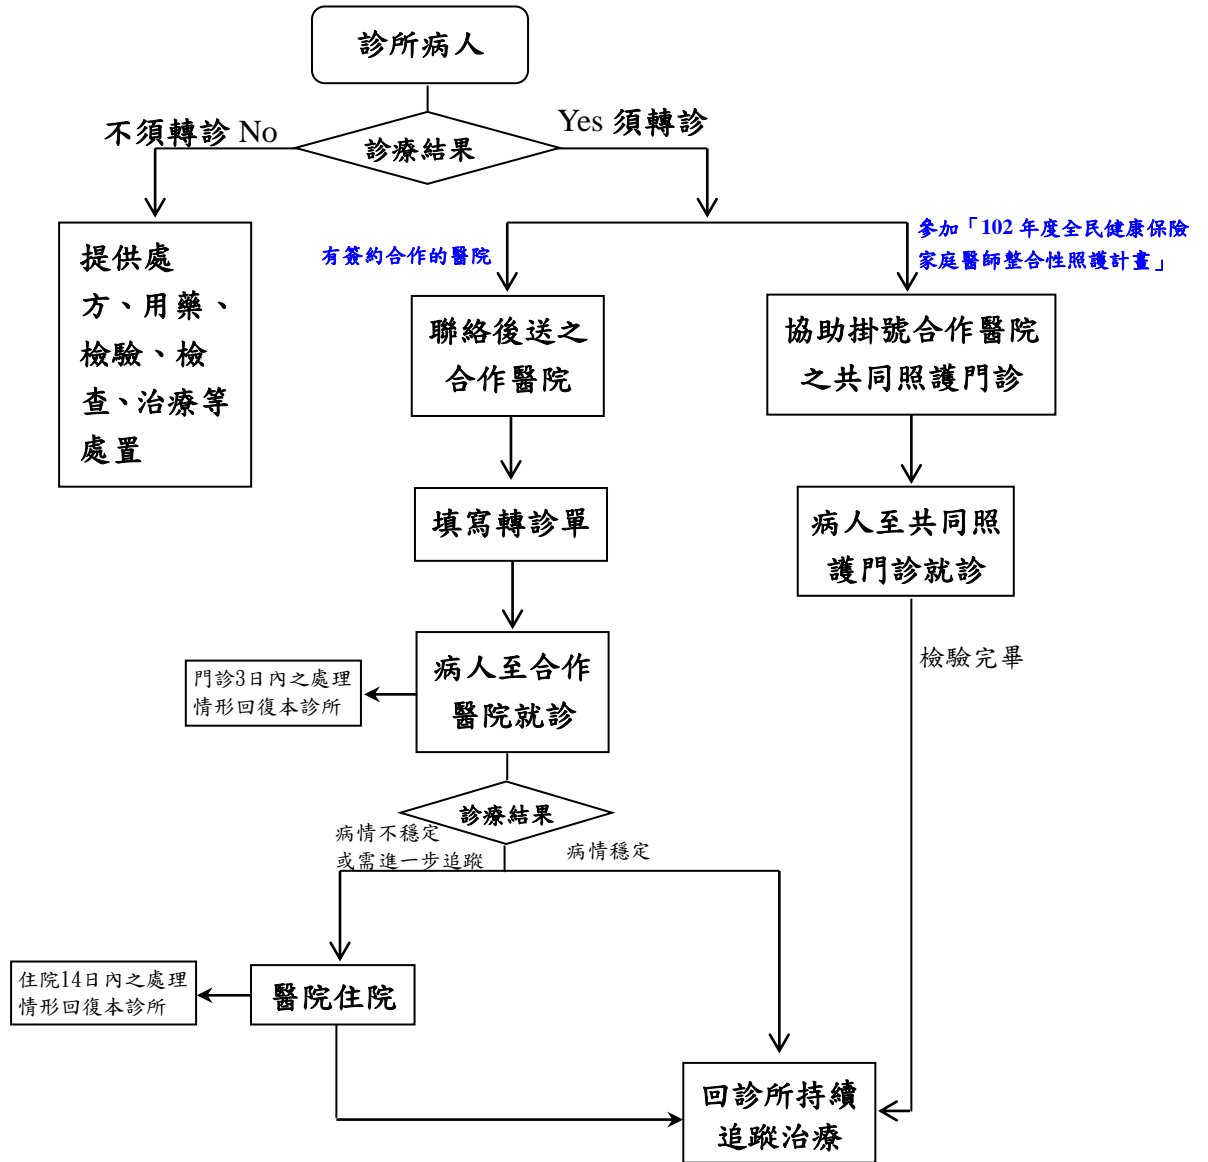 診所病人
不須轉診 No
Yes 須轉診
診療結果
提供處
方、用藥、
檢驗、檢
查、治療等
處置
有簽約合作的醫院
參加「102 年度全民健康保險
家庭醫師整合性照護計畫」
聯絡後送之
合作醫院
協助掛號合作醫院
之共同照護門診
填寫轉診單
病人至共同照
護門診就診
病人至合作
醫院就診
門診3日內之處理
情形回復本診所
檢驗完畢
診療結果
病情不穩定
或需進一步追蹤
病情穩定
住院14日內之處理
情形回復本診所
醫院住院
回診所持續
追蹤治療